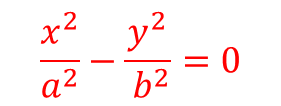 x²/a² − y²/b² = 0